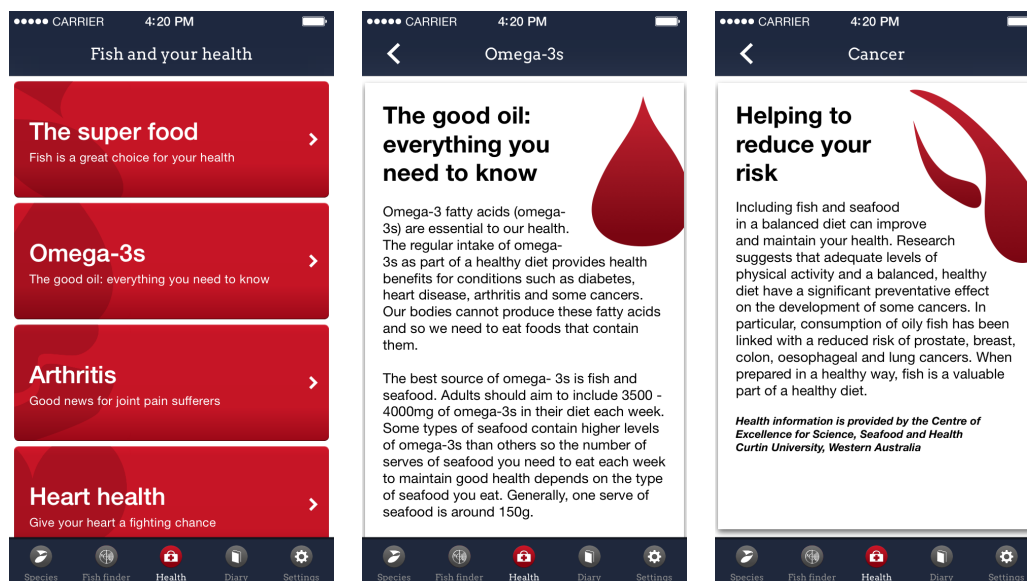 CARRIER 4:20 PM
Fish and your health
The super food
Fish is a great choice for your health
Omega-3s
The good oil: everything you need to know
Arthritis
Good news for joint pain sufferers
Heart health
Give your heart a fighting chance
Species Fish finder Health Diary Settings
CARRIER 4:20 PM
Omega-3s
The good oil:
everything you
need to know
Omega-3 fatty acids (omega-
3s) are essential to our health.
The regular intake of omega-
3s as part of a healthy diet provides health
benefits for conditions such as diabetes,
heart disease, arthritis and some cancers.
Our bodies cannot produce these fatty acids
and so we need to eat foods that contain
them.
The best source of omega- 3s is fish and
seafood. Adults should aim to include 3500 -
4000mg of omega-3s in their diet each week.
Some types of seafood contain higher levels
of omega-3s than others so the number of
serves of seafood you need to eat each week
to maintain good health depends on the type
of seafood you eat. Generally, one serve of
seafood is around 150g.
Species Fish finder Health Diary Settings
CARRIER 4:20 PM
Cancer
Helping to
reduce your
risk
Including fish and seafood
in a balanced diet can improve
and maintain your health. Research
suggests that adequate levels of
physical activity and a balanced, healthy
diet have a significant preventative effect
on the development of some cancers. In
particular, consumption of oily fish has been
linked with a reduced risk of prostate, breast,
colon, oesophageal and lung cancers. When
prepared in a healthy way, fish is a valuable
part of a healthy diet.
Health information is provided by the Centre of
Excellence for Science, Seafood and Health
Curtin University, Western Australia
Species Fish finder Health Diary Settings